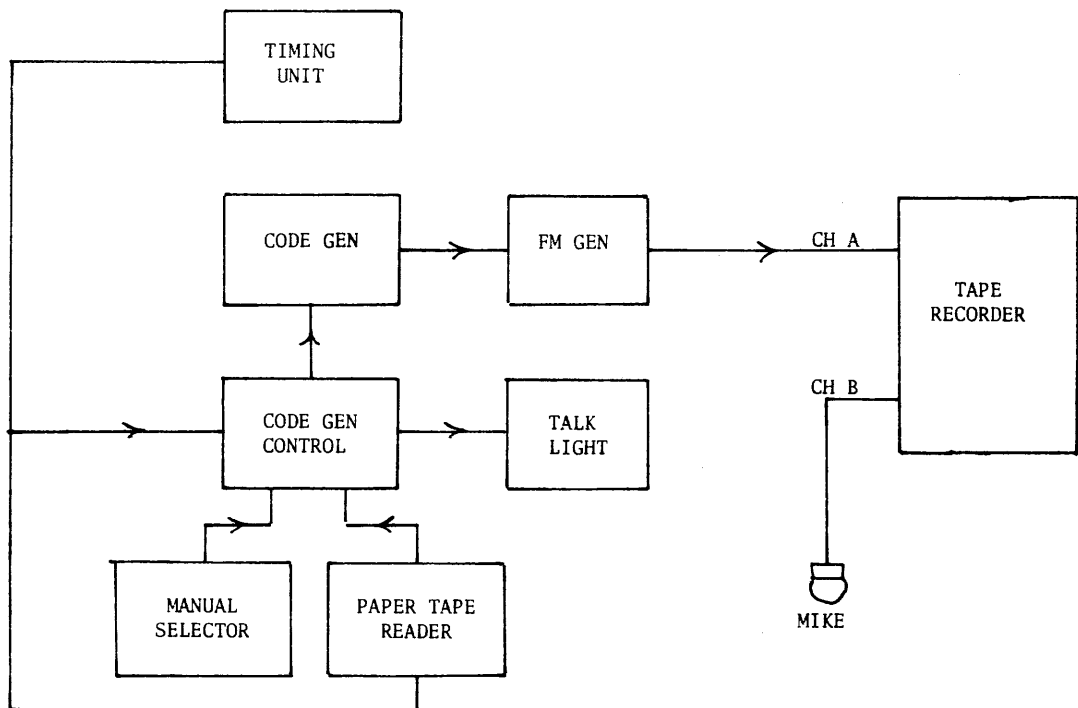 TIMING
UNIT
CODE GEN
FM GEN
CH A
TAPE
RECORDER
CODE GEN
CONTROL
TALK
LIGHT
CH B
MANUAL
SELECTOR
PAPER TAPE
READER
MIKE